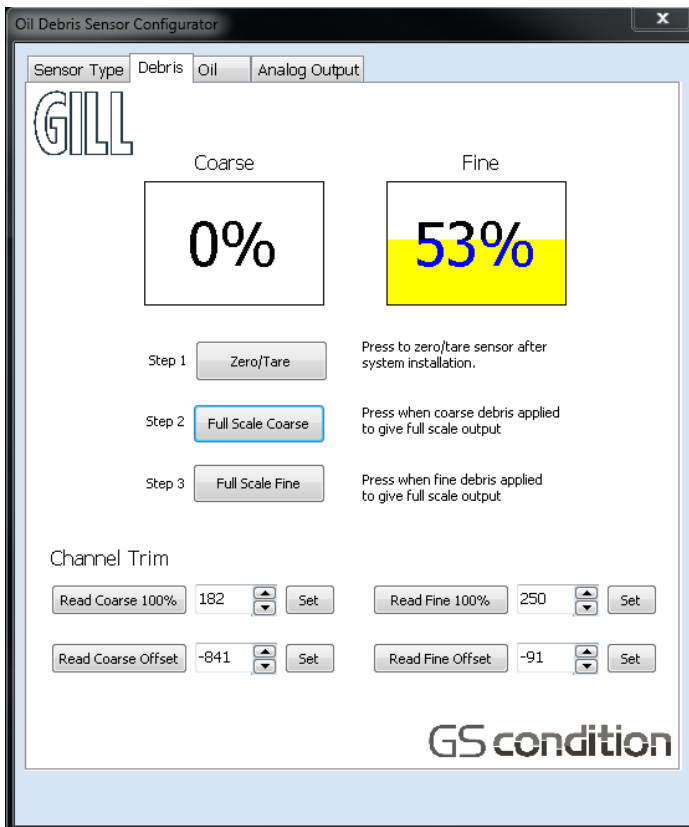 Oil Debris Sensor Configurator
x
Sensor Type Debris Oil Analog Output
GILL
Coarse Fine
0% 53%
Step 1 Zero/Tare Press to zero/tare sensor after
system installation.
Step 2 Full Scale Coarse Press when coarse debris applied
to give full scale output
Step 3 Full Scale Fine Press when fine debris applied
to give full scale output
Channel Trim
Read Coarse 100% 182 Set Read Fine 100% 250 Set
Read Coarse Offset -841 Set Read Fine Offset -91 Set
GS condition